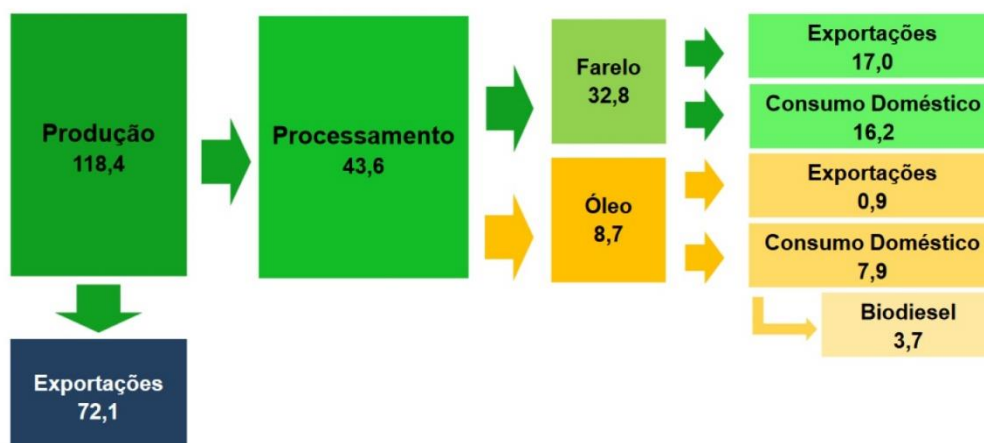 Produção
118,4
Exportações
72,1
Processamento
43,6
Farelo
32,8
Óleo
8,7
Exportações
17,0
Consumo Doméstico
16,2
Exportações
0,9
Consumo Doméstico
7,9
Biodiesel
3,7